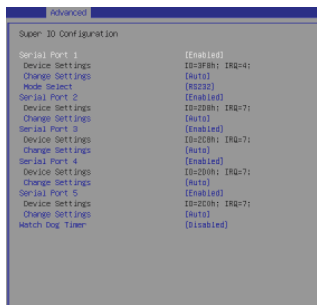 Advanced
Super IO Configuration
Serial Port 1 [Enabled]
Device Settings IO=3F8h; IRQ=4;
Change Settings [Auto]
Mode Select [RS232]
Serial Port 2 [Enabled]
Device Settings IO=2D8h; IRQ=7;
Change Settings [Auto]
Serial Port 3 [Enabled]
Device Settings IO=2C8h; IRQ=7;
Change Settings [Auto]
Serial Port 4 [Enabled]
Device Settings IO=2D0h; IRQ=7;
Change Settings [Auto]
Serial Port 5 [Enabled]
Device Settings IO=2C0h; IRQ=7;
Change Settings [Auto]
Watch Dog Timer [Disabled]